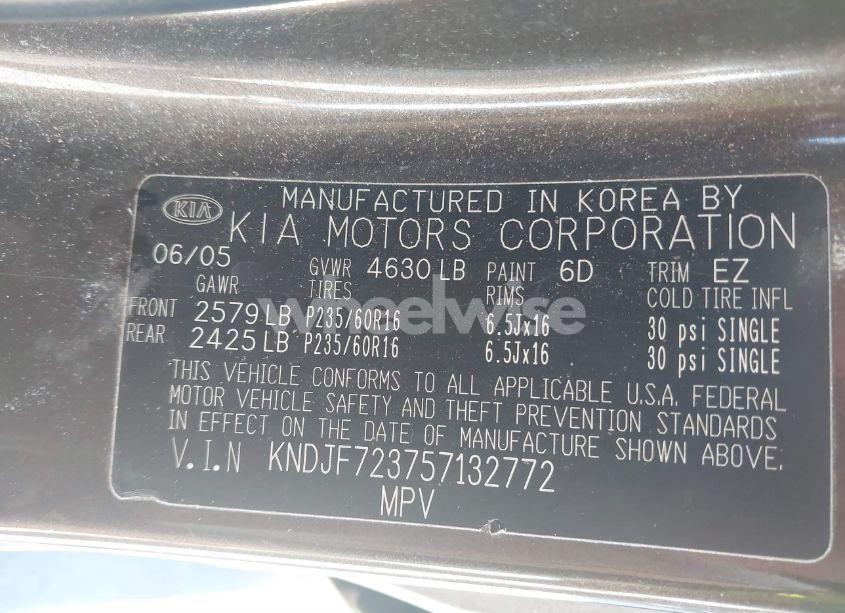 MANUFACTURED IN KOREA BY
KIA
KIA MOTORS CORPORATION
06/05 GVWR 4630 LB PAINT 6D TRIM EZ
GAWR TIRES RIMS COLD TIRE INFL
FRONT 2579 LB P235/60R16 6.5Jx16 30 psi SINGLE
REAR 2425 LB P235/60R16 6.5Jx16 30 psi SINGLE
THIS VEHICLE CONFORMS TO ALL APPLICABLE U.S.A. FEDERAL
MOTOR VEHICLE SAFETY AND THEFT PREVENTION STANDARDS
IN EFFECT ON THE DATE OF MANUFACTURE SHOWN ABOVE.
V.I.N KNDJF723757132772
MPV
wheelwise